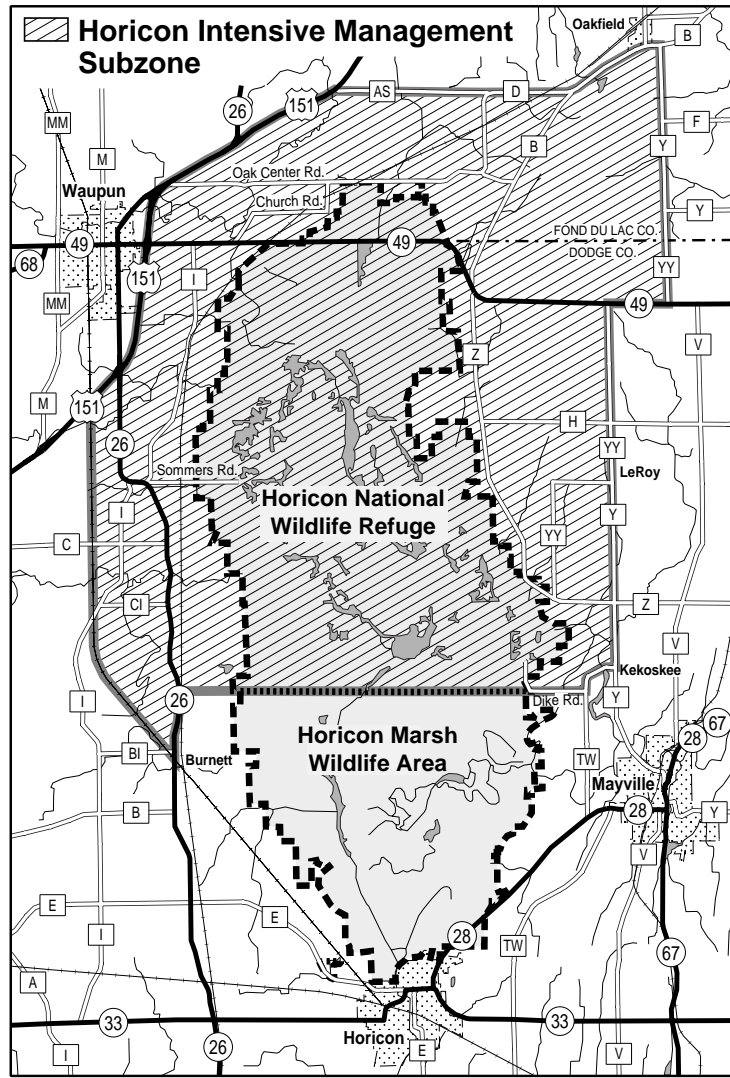 Horicon Intensive Management
Subzone
Oakfield
B
26
151
AS
D
MM
M
151
B
F
Y
Oak Center Rd.
Waupun
Church Rd.
Y
49
49
FOND DU LAC CO.
DODGE CO.
68
151
I
YY
MM
49
Z
V
M
151
H
26
YY
Sommers Rd.
LeRoy
Horicon National
Wildlife Refuge
I
Y
C
YY
CI
Z
V
Kekoskee
I
26
Dike Rd.
Y
67
Horicon Marsh
Wildlife Area
28
BI
Burnett
TW
Mayville
B
28
Y
V
E
E
28
I
TW
67
A
33
33
Horicon
I
26
E
V